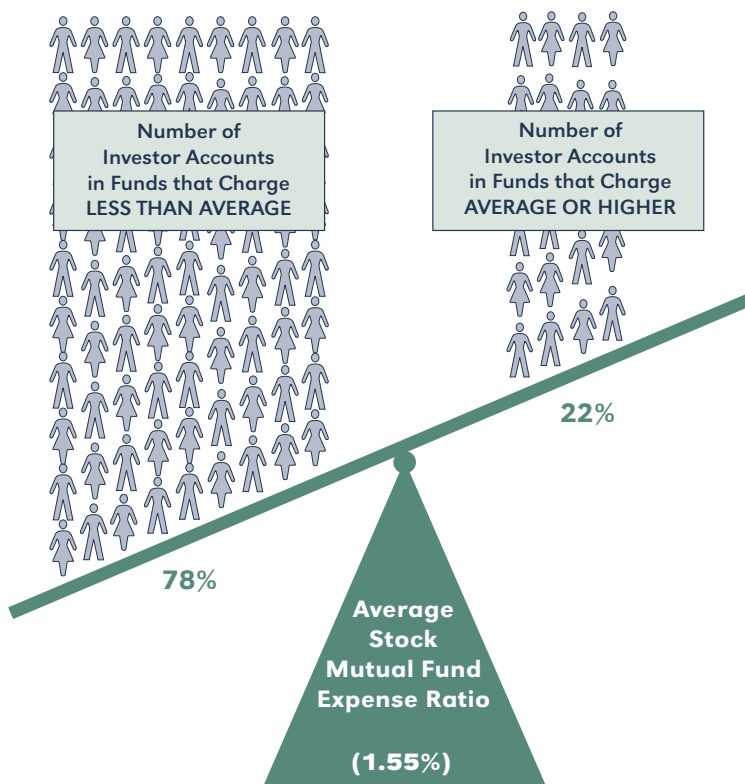 Number of
Investor Accounts
in Funds that Charge
LESS THAN AVERAGE
Number of
Investor Accounts
in Funds that Charge
AVERAGE OR HIGHER
22%
78%
Average
Stock
Mutual Fund
Expense Ratio
(1.55%)